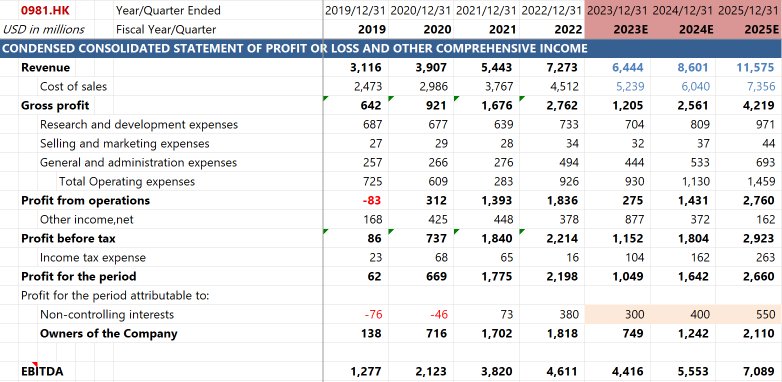 0981.HK Year/Quarter Ended 2019/12/31 2020/12/31 2021/12/31 2022/12/31 2023/12/31 2024/12/31 2025/12/31
USD in millions Fiscal Year/Quarter 2019 2020 2021 2022 2023E 2024E 2025E
CONDENSED CONSOLIDATED STATEMENT OF PROFIT OR LOSS AND OTHER COMPREHENSIVE INCOME
Revenue 3,116 3,907 5,443 7,273 6,444 8,601 11,575
Cost of sales 2,473 2,986 3,767 4,512 5,239 6,040 7,356
Gross profit 642 921 1,676 2,762 1,205 2,561 4,219
Research and development expenses 687 677 639 733 704 809 971
Selling and marketing expenses 27 29 28 34 32 37 44
General and administration expenses 257 266 276 494 444 533 693
Total Operating expenses 725 609 283 926 930 1,130 1,459
Profit from operations -83 312 1,393 1,836 275 1,431 2,760
Other income,net 168 425 448 378 877 372 162
Profit before tax 86 737 1,840 2,214 1,152 1,804 2,923
Income tax expense 23 68 65 16 104 162 263
Profit for the period 62 669 1,775 2,198 1,049 1,642 2,660
Profit for the period attributable to:
Non-controlling interests -76 -46 73 380 300 400 550
Owners of the Company 138 716 1,702 1,818 749 1,242 2,110
EBITDA 1,277 2,123 3,820 4,611 4,416 5,553 7,089